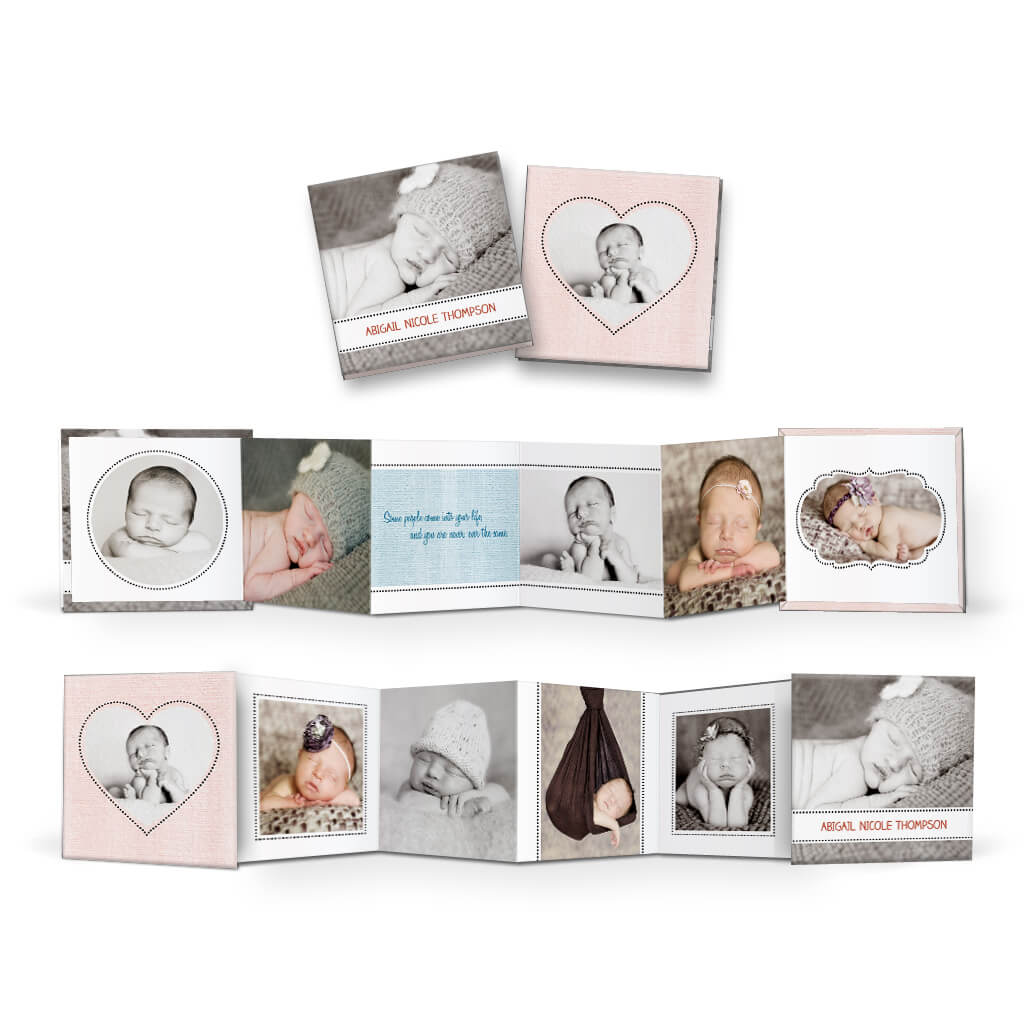 ABIGAIL NICOLE THOMPSON
Some people come into your life,
and you are never ever the same.
ABIGAIL NICOLE THOMPSON